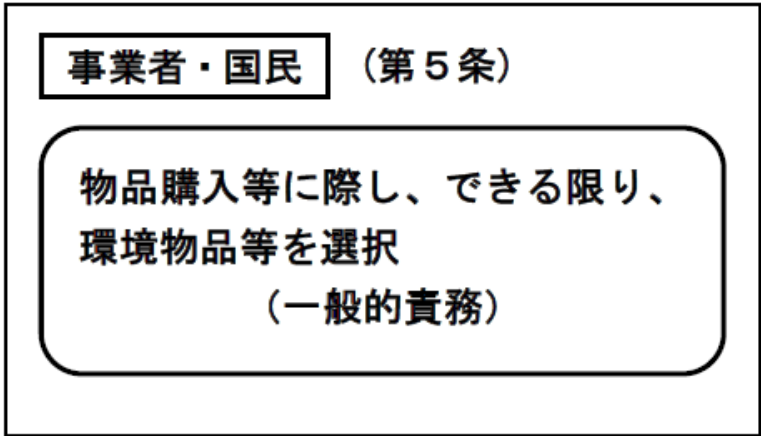 事業者・国民 （第５条）
物品購入等に際し、できる限り、
環境物品等を選択
（一般的責務）